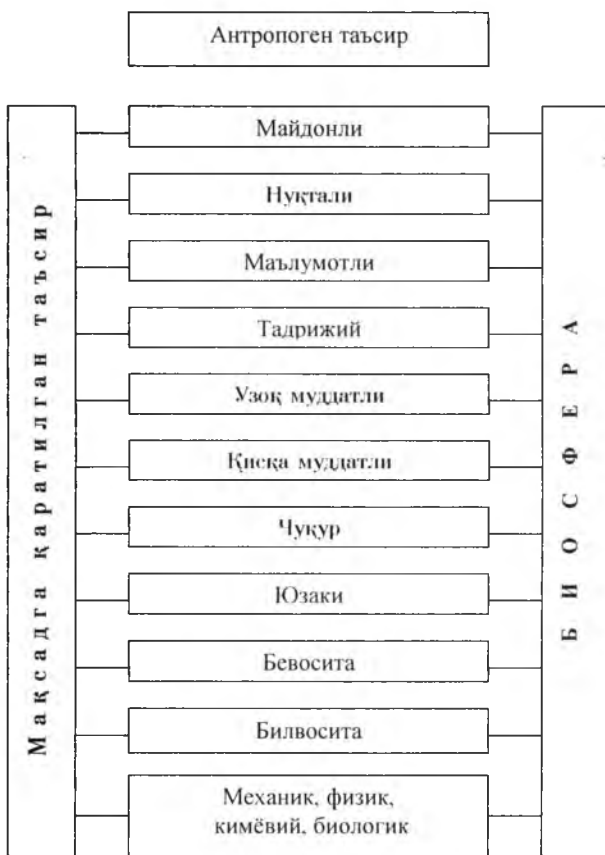 Антропоген таъсир
Мақсадга қаратилган таъсир
Майдонли
Нуқтали
Маълумотли
Тадрижий
Узоқ муддатли
Қисқа муддатли
Чуқур
Юзаки
Бевосита
Билвосита
Механик, физик,
кимёвий, биологик
БИОСФЕРА